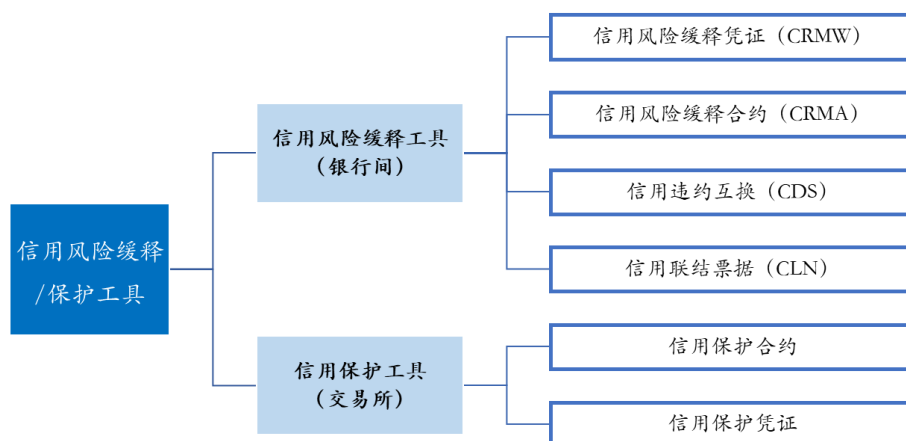 信用风险缓释凭证（CRMW）
信用风险缓释工具
（银行间）
信用风险缓释合约（CRMA）
信用违约互换（CDS）
信用风险缓释
/保护工具
信用联结票据（CLN）
信用保护工具
（交易所）
信用保护合约
信用保护凭证